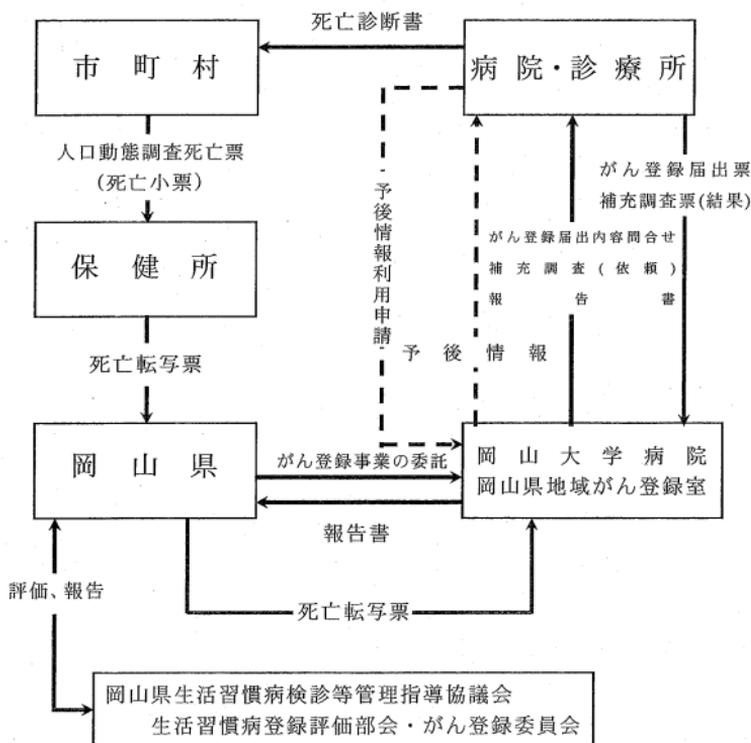 死亡診断書
市町村
病院・診療所
人口動態調査死亡票
(死亡小票)
がん登録届出票
補充調査票(結果)
予後情報利用申請
がん登録届出内容問合せ
補充調査(依頼)
報告書
保健所
予後情報
死亡転写票
岡山県
がん登録事業の委託
岡山大学病院
岡山県地域がん登録室
報告書
評価、報告
死亡転写票
岡山県生活習慣病検診等管理指導協議会
生活習慣病登録評価部会・がん登録委員会